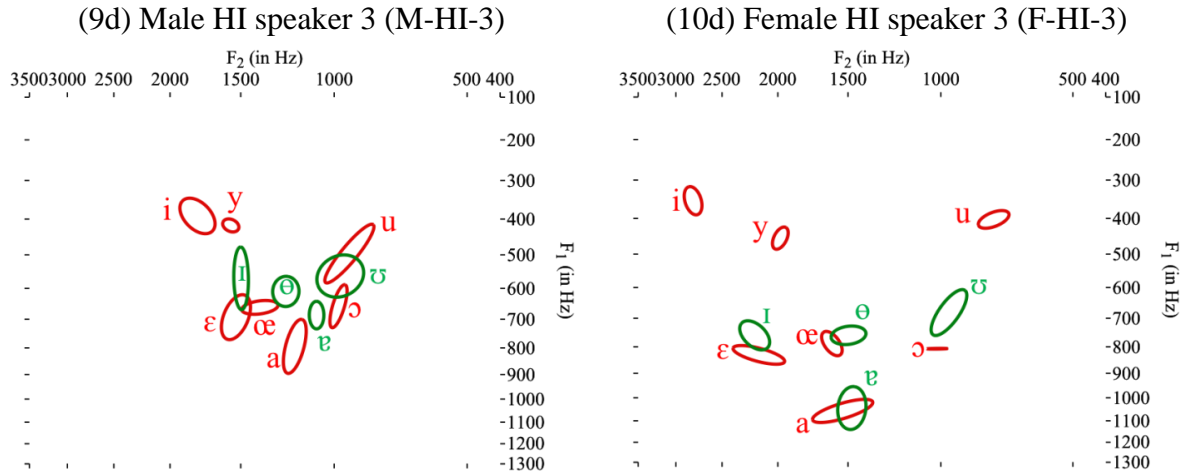 (9d) Male HI speaker 3 (M-HI-3)
F₂ (in Hz)
3500 3000 2500 2000 1500 1000 500 400
100
200
300
400
500
600
700
800
900
1000
1100
1200
1300
F₁ (in Hz)
i
y
u
ɪ
ɵ
ʊ
ɛ
œ
ɔ
ɐ
a
(10d) Female HI speaker 3 (F-HI-3)
F₂ (in Hz)
3500 3000 2500 2000 1500 1000 500 400
100
200
300
400
500
600
700
800
900
1000
1100
1200
1300
F₁ (in Hz)
i
y
u
ʊ
ɪ
ɵ
ɛ
œ
ɔ
ɐ
a